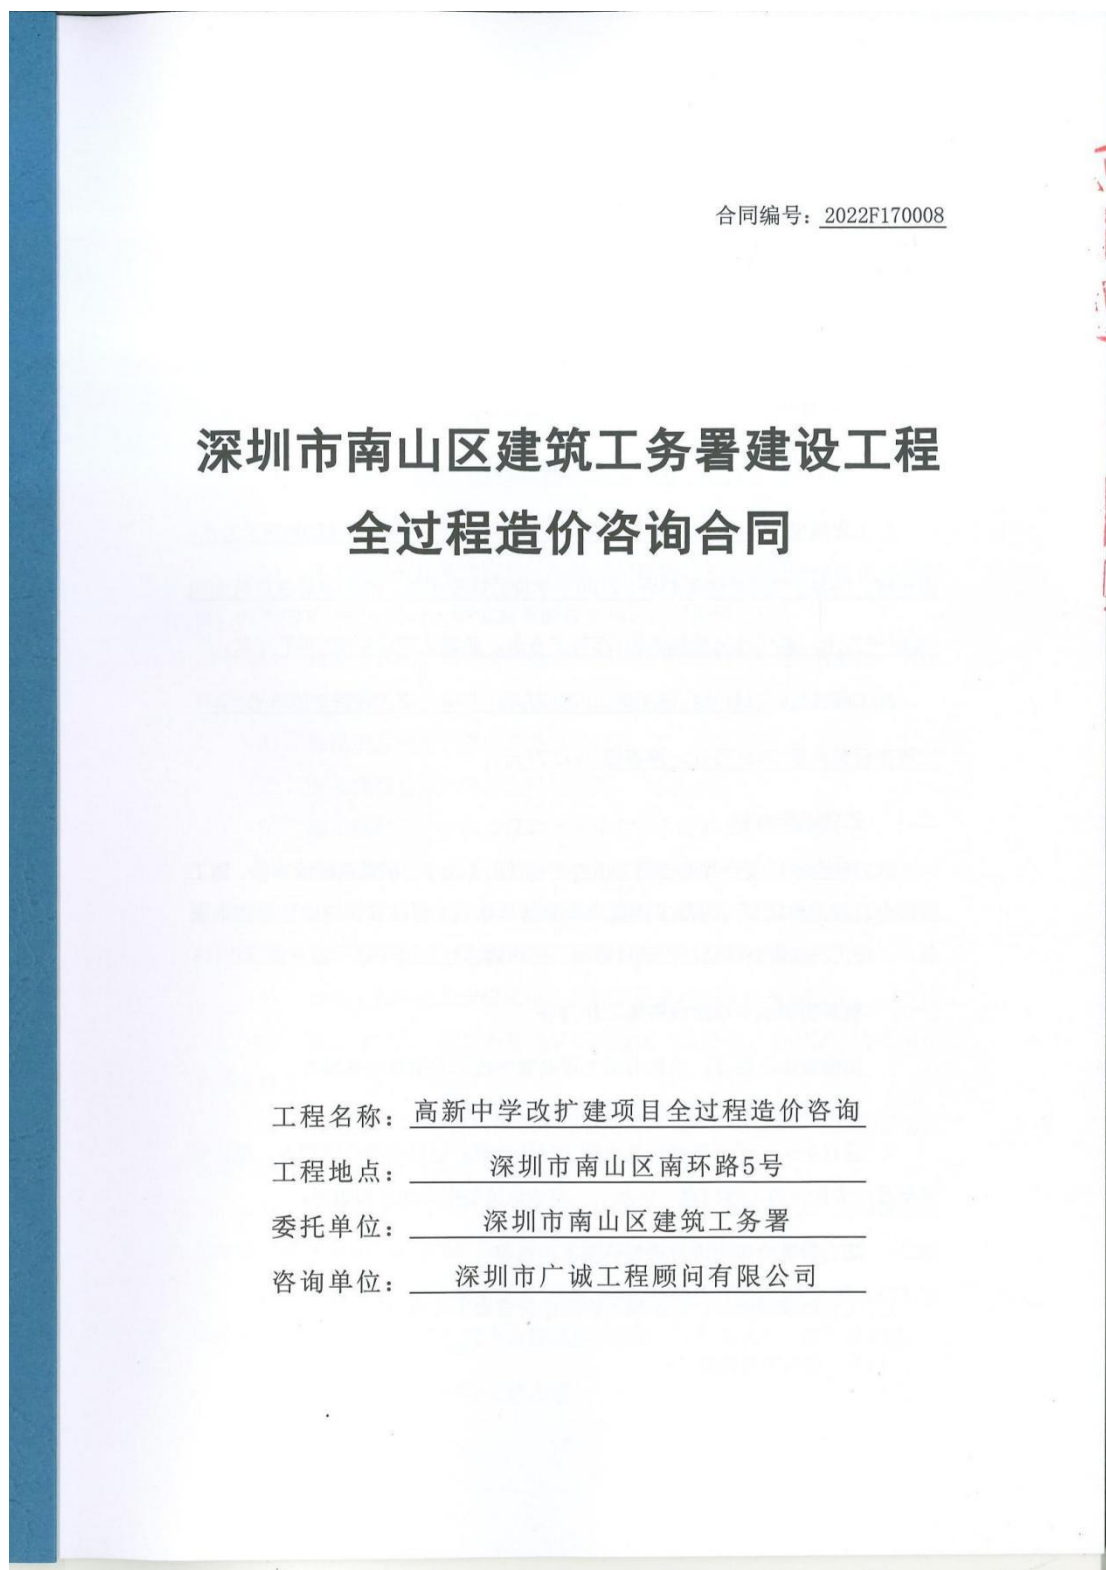 合同编号：2022F170008
深圳市南山区建筑工务署建设工程
全过程造价咨询合同
工程名称：高新中学改扩建项目全过程造价咨询
工程地点：深圳市南山区南环路5号
委托单位：深圳市南山区建筑工务署
咨询单位：深圳市广诚工程顾问有限公司